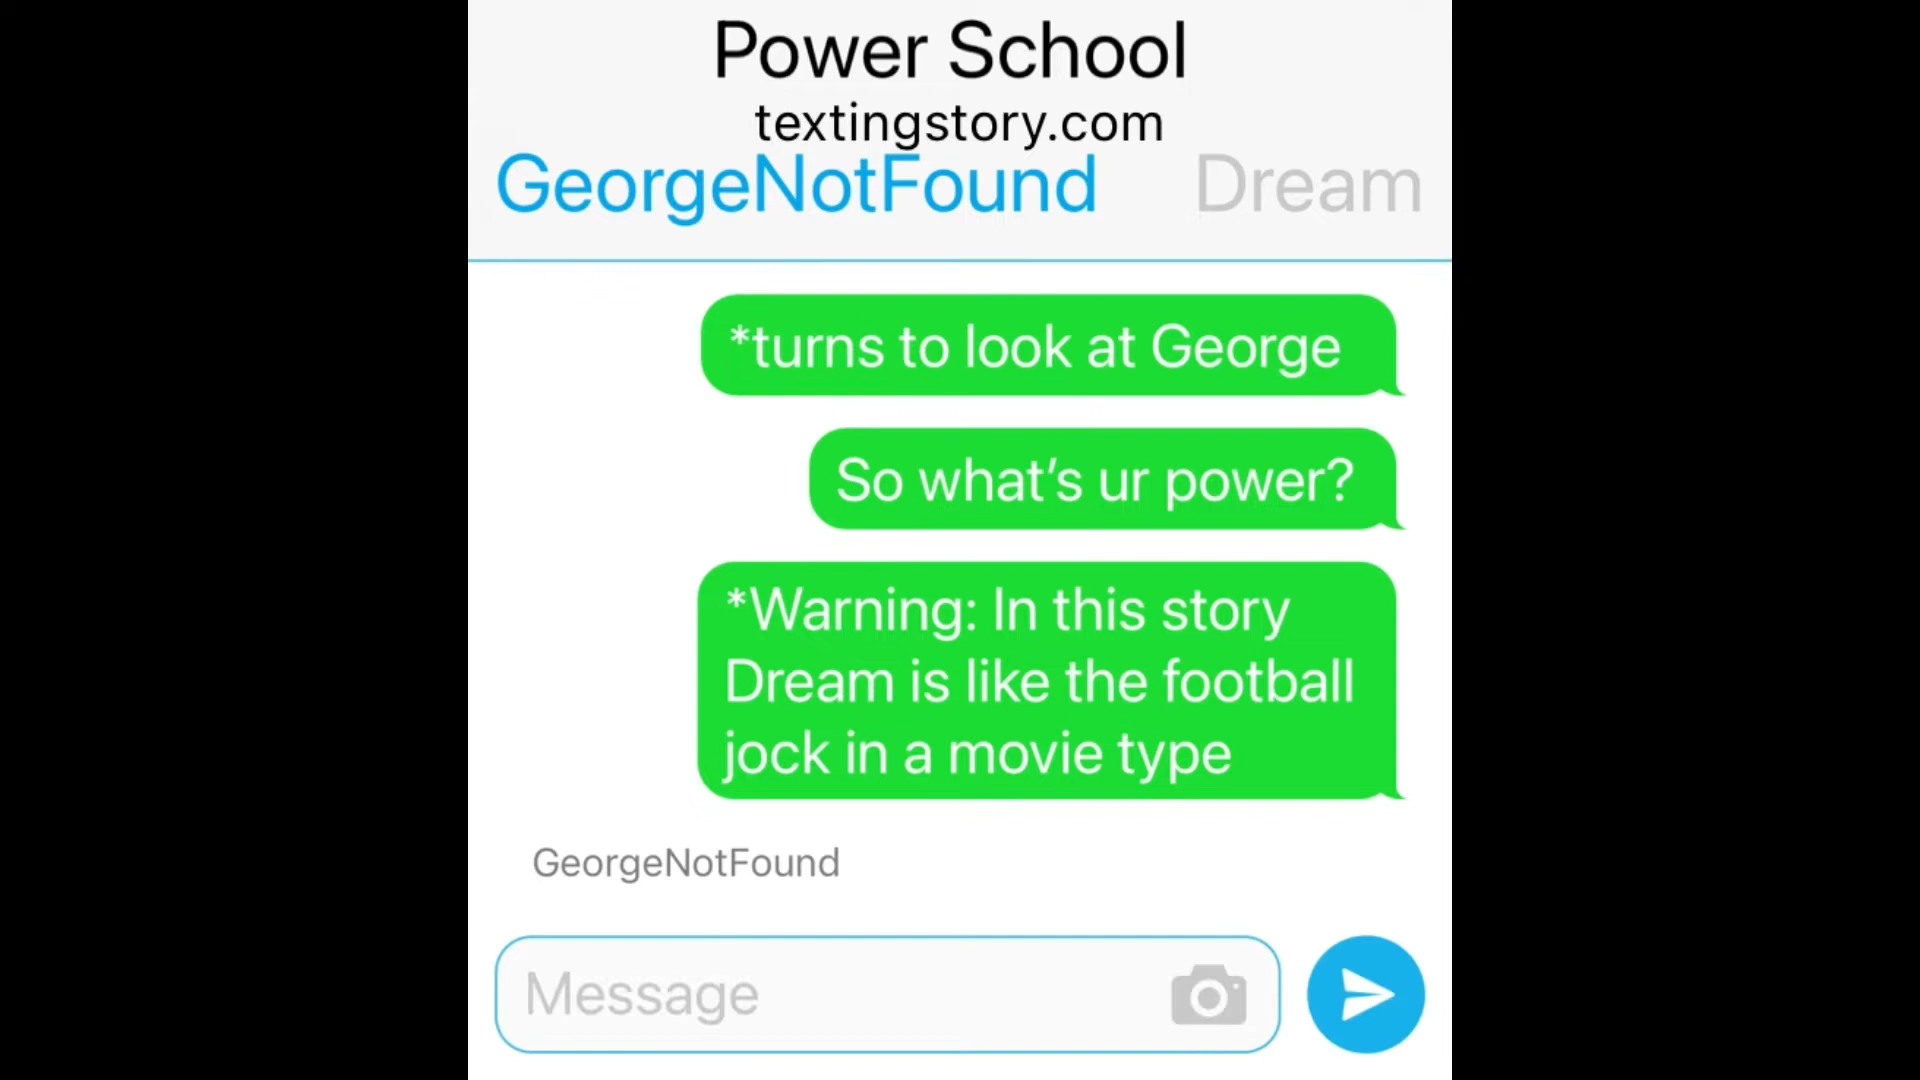 Power School
textingstory.com
GeorgeNotFound Dream
*turns to look at George
So what’s ur power?
*Warning: In this story
Dream is like the football
jock in a movie type
GeorgeNotFound
Message